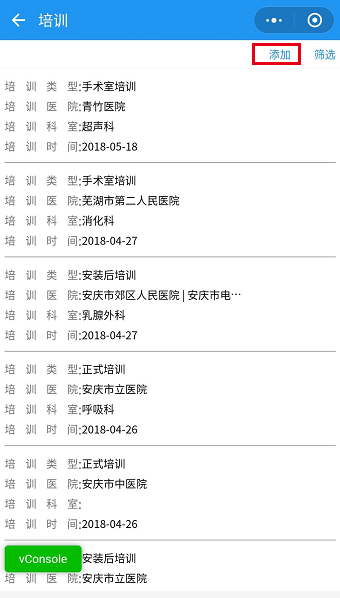 培训
添加 筛选
培训类型:手术室培训
培训医院:青竹医院
培训科室:超声科
培训时间:2018-05-18
培训类型:手术室培训
培训医院:芜湖市第二人民医院
培训科室:消化科
培训时间:2018-04-27
培训类型:安装后培训
培训医院:安庆市郊区人民医院 | 安庆市电…
培训科室:乳腺外科
培训时间:2018-04-27
培训类型:正式培训
培训医院:安庆市立医院
培训科室:呼吸科
培训时间:2018-04-26
培训类型:正式培训
培训医院:安庆市中医院
培训科室:
培训时间:2018-04-26
vConsole :安装后培训
培训医院:安庆市立医院